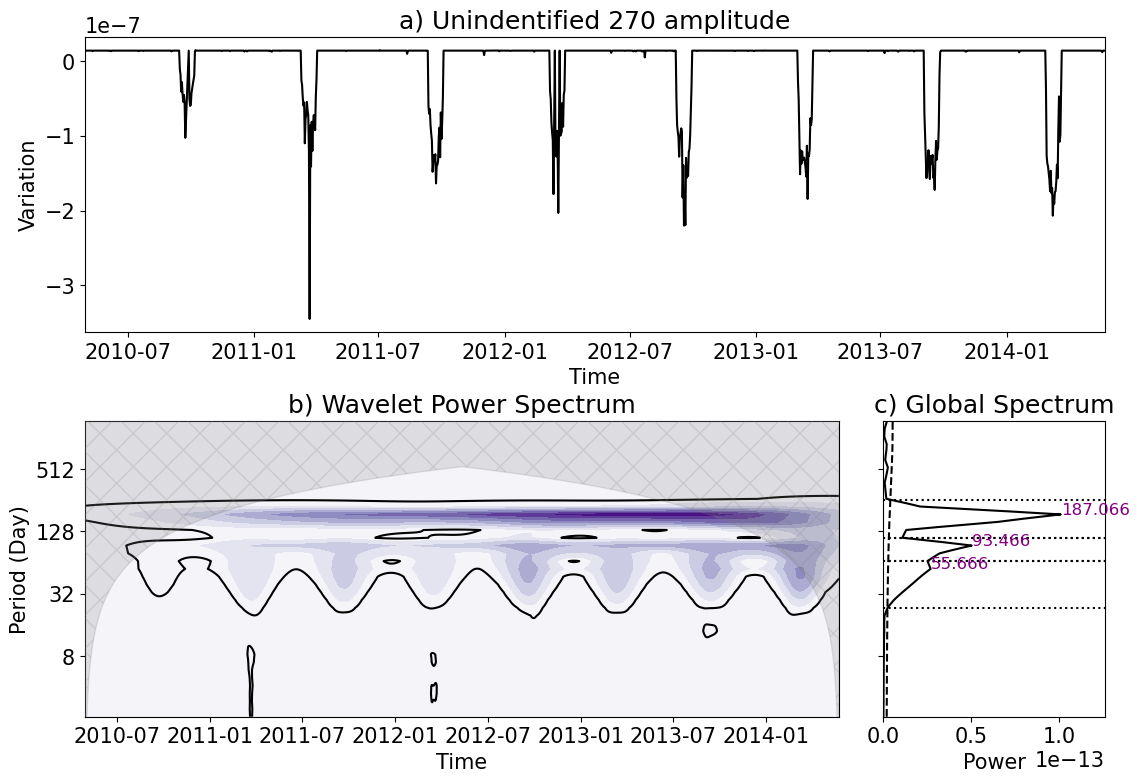 a) Unidentified 270 amplitude
1e−7
0
−1
−2
−3
Variation
2010-07 2011-01 2011-07 2012-01 2012-07 2013-01 2013-07 2014-01
Time
b) Wavelet Power Spectrum
512
128
32
8
Period (Day)
2010-07 2011-01 2011-07 2012-01 2012-07 2013-01 2013-07 2014-01
Time
c) Global Spectrum
187.066
93.466
55.666
0.0 0.5 1.0
Power 1e−13